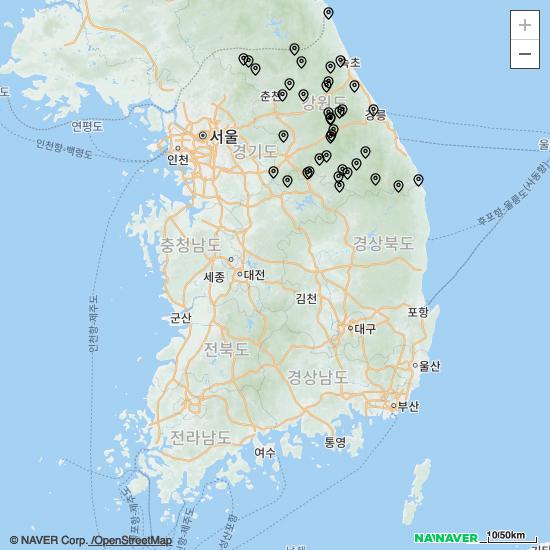 +
−
속초
춘천
강원도
강릉
연평도
서울
인천항-백령도
인천
경기도
울
후포항-울릉도(사동항)
충청남도
경상북도
세종
대전
김천
인천항-제주도
군산
포항
대구
전북도
울산
경상남도
부산
전라남도
여수
통영
© NAVER Corp. /OpenStreetMap
NAVER
10/50km